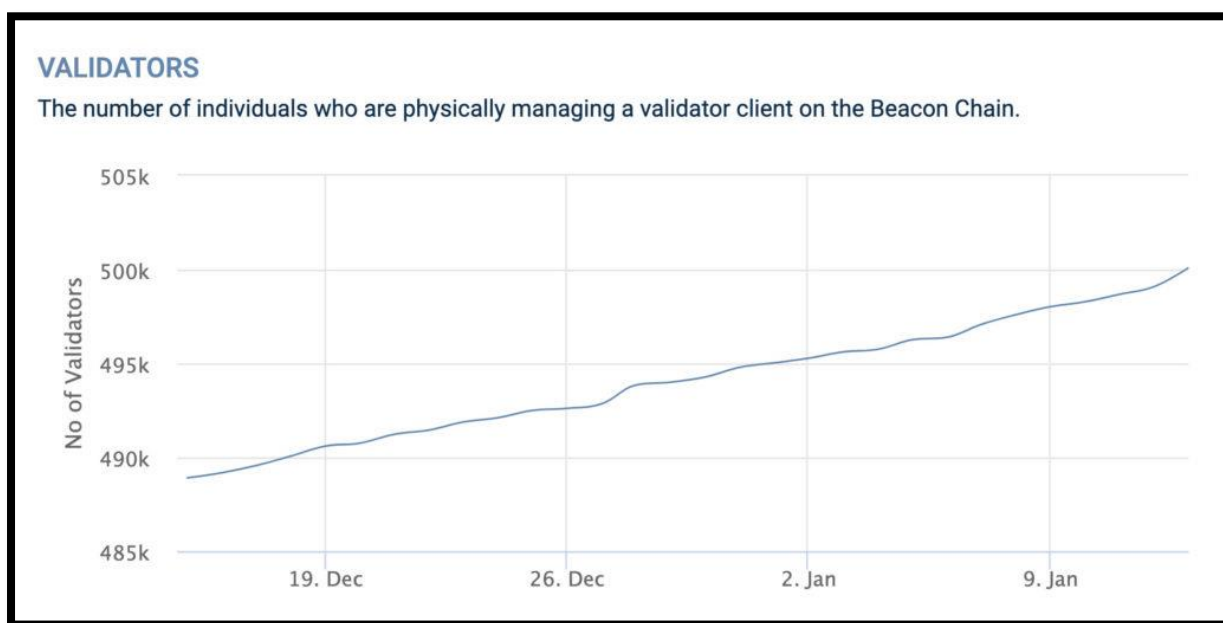 VALIDATORS
The number of individuals who are physically managing a validator client on the Beacon Chain.
505k
500k
495k
490k
485k
No of Validators
19. Dec
26. Dec
2. Jan
9. Jan